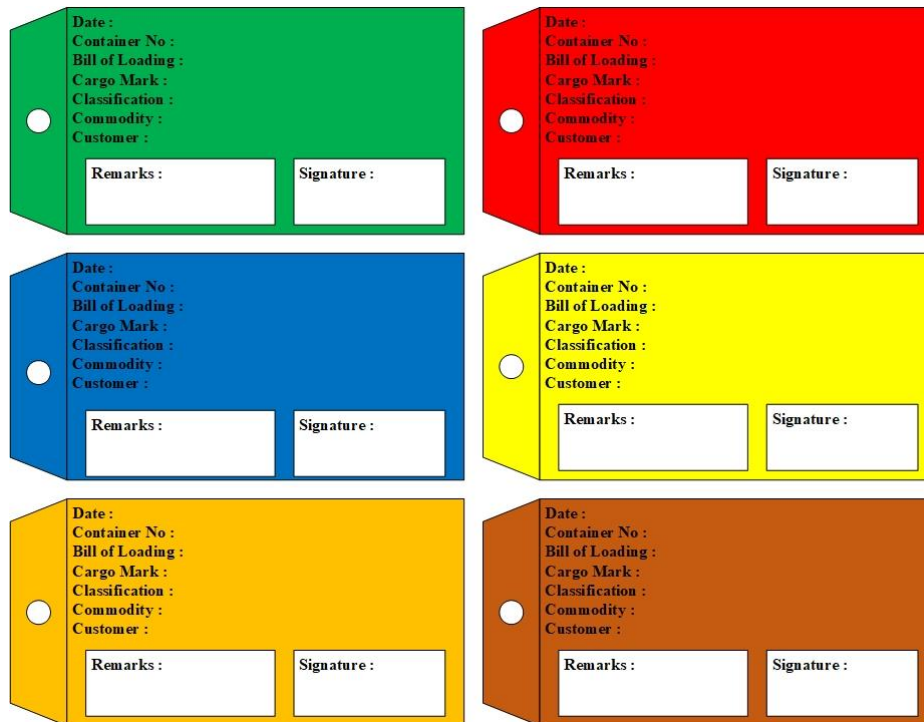 Date :
Container No :
Bill of Loading :
Cargo Mark :
Classification :
Commodity :
Customer :
Remarks :
Signature :
Date :
Container No :
Bill of Loading :
Cargo Mark :
Classification :
Commodity :
Customer :
Remarks :
Signature :
Date :
Container No :
Bill of Loading :
Cargo Mark :
Classification :
Commodity :
Customer :
Remarks :
Signature :
Date :
Container No :
Bill of Loading :
Cargo Mark :
Classification :
Commodity :
Customer :
Remarks :
Signature :
Date :
Container No :
Bill of Loading :
Cargo Mark :
Classification :
Commodity :
Customer :
Remarks :
Signature :
Date :
Container No :
Bill of Loading :
Cargo Mark :
Classification :
Commodity :
Customer :
Remarks :
Signature :